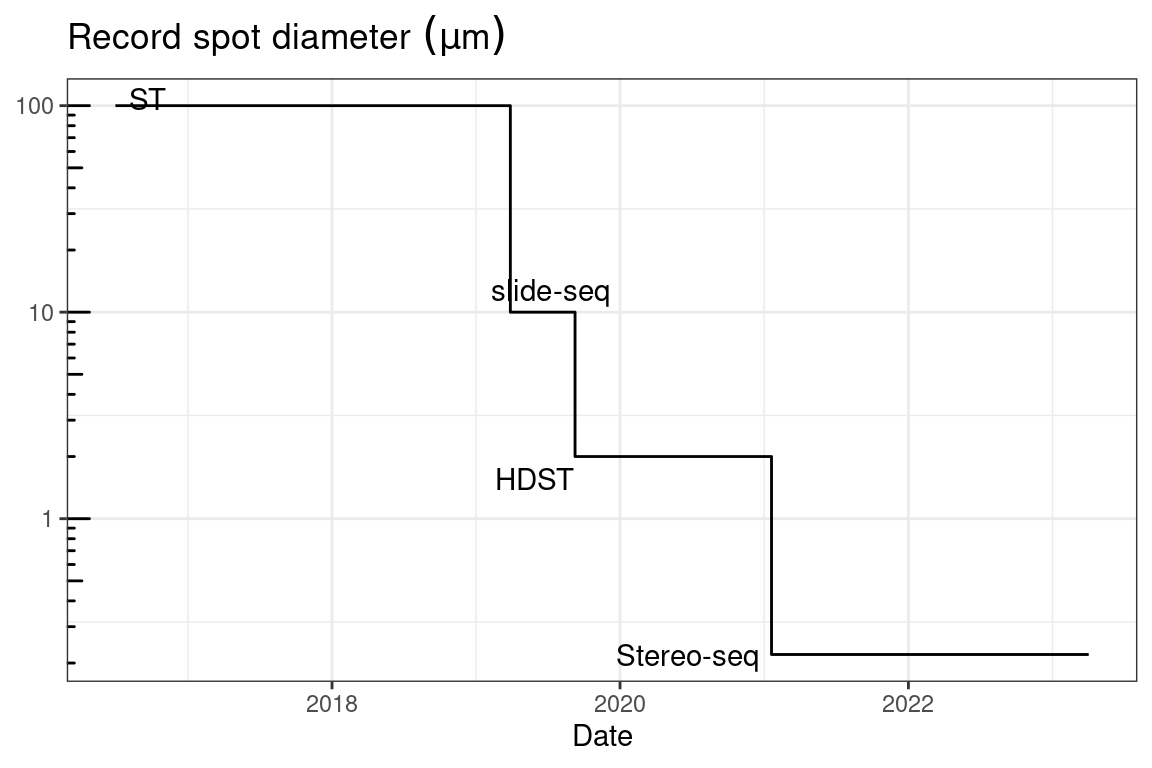 Record spot diameter (μm)
100
ST
slide-seq
10
HDST
1
Stereo-seq
2018 2020 2022
Date